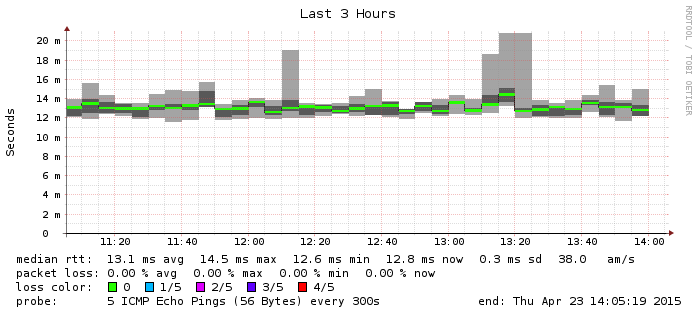 Last 3 Hours
RRDTOOL / TOBI OETIKER
Seconds
20 m
18 m
16 m
14 m
12 m
10 m
8 m
6 m
4 m
2 m
0
11:20 11:40 12:00 12:20 12:40 13:00 13:20 13:40 14:00
median rtt: 13.1 ms avg 14.5 ms max 12.6 ms min 12.8 ms now 0.3 ms sd 38.0 am/s
packet loss: 0.00 % avg 0.00 % max 0.00 % min 0.00 % now
loss color: 0 1/5 2/5 3/5 4/5
probe: 5 ICMP Echo Pings (56 Bytes) every 300s end: Thu Apr 23 14:05:19 2015